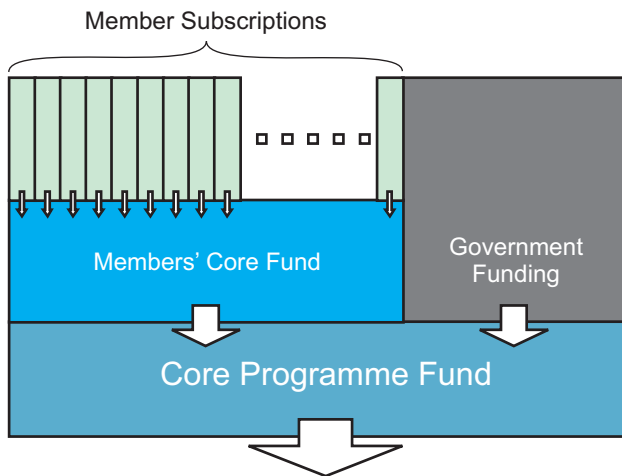 Member Subscriptions
Members’ Core Fund
Government
Funding
Core Programme Fund